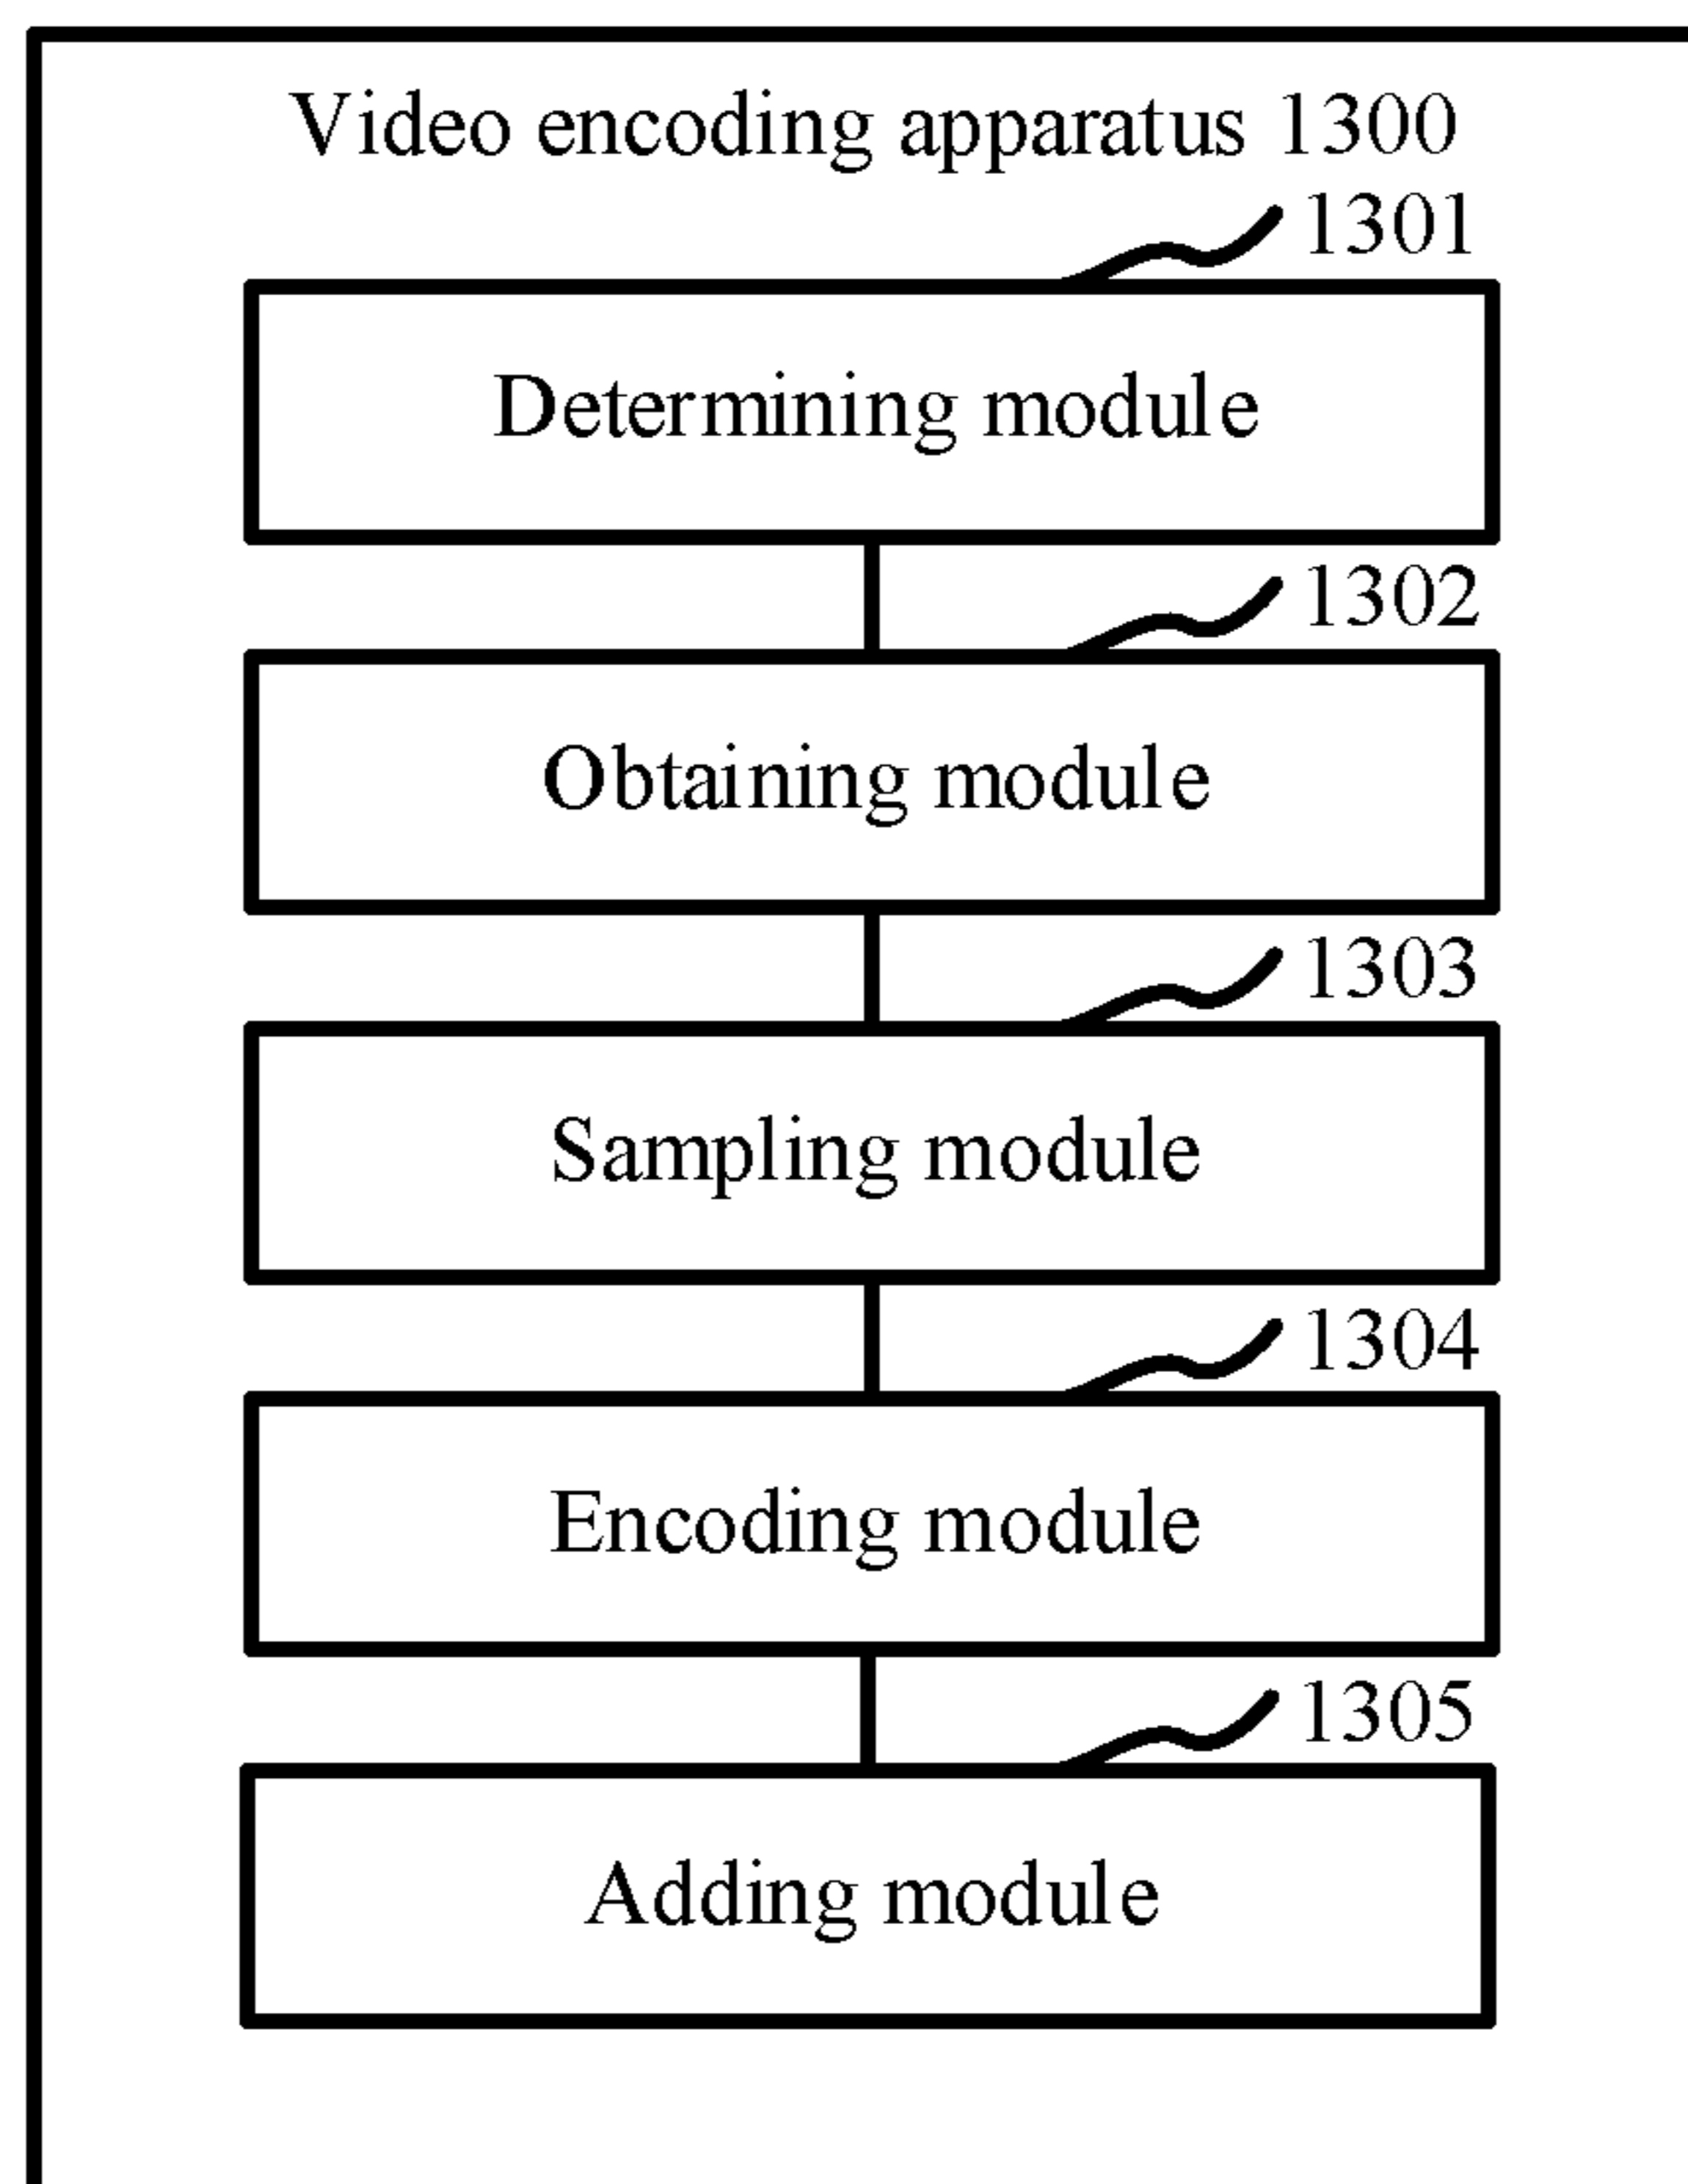 Video encoding apparatus 1300
1301
Determining module
1302
Obtaining module
1303
Sampling module
1304
Encoding module
1305
Adding module